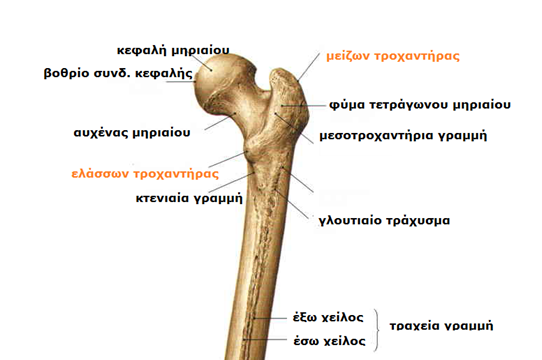 κεφαλή μηριαίου
μείζων τροχαντήρας
βοθρίο συνδ. κεφαλής
φύμα τετράγωνου μηριαίου
αυχένας μηριαίου
μεσοτροχαντήρια γραμμή
ελάσσων τροχαντήρας
κτενιαία γραμμή
γλουτιαίο τράχυσμα
έξω χείλος
τραχεία γραμμή
έσω χείλος